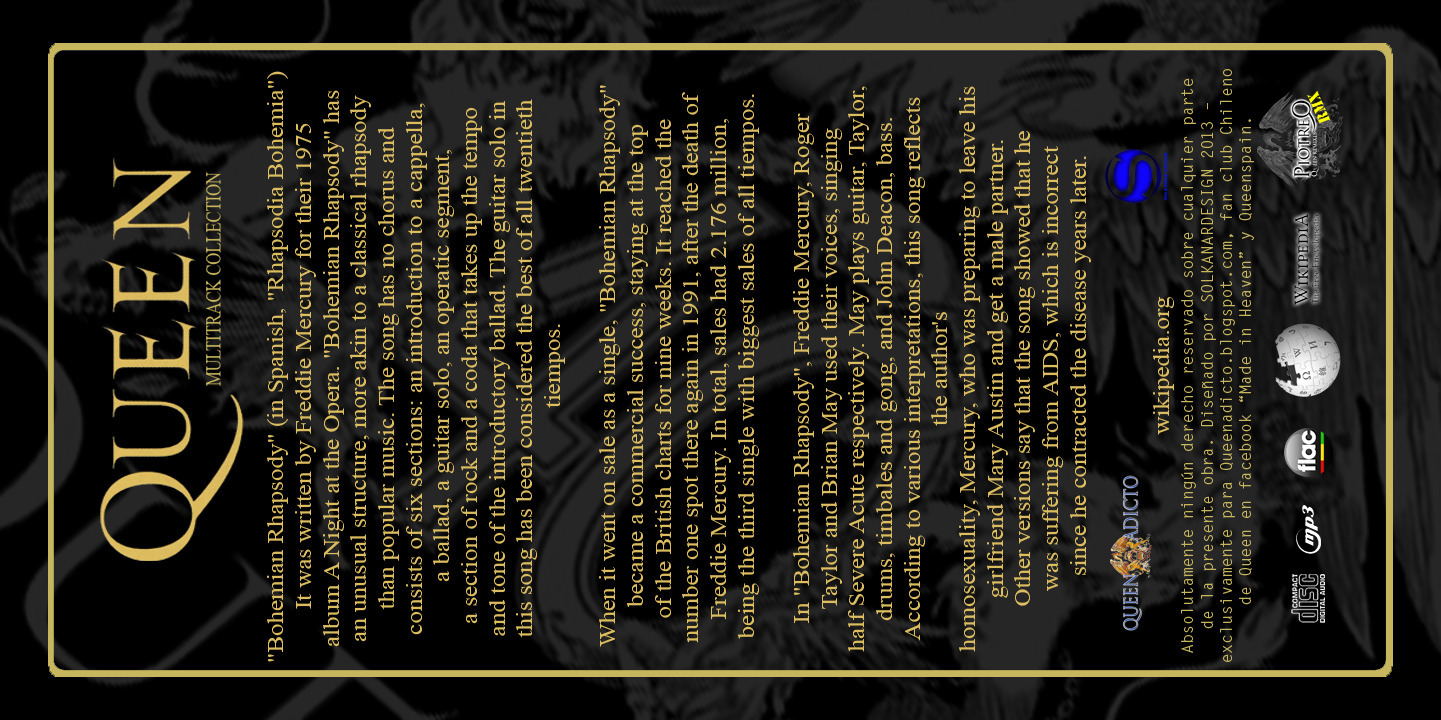 QUEEN
MULTITRACK COLLECTION
"Bohemian Rhapsody" (in Spanish, "Rhapsodia Bohemia")
It was written by Freddie Mercury for their 1975
album A Night at the Opera. "Bohemian Rhapsody" has
an unusual structure, more akin to a classical rhapsody
than popular music. The song has no chorus and
consists of six sections: an introduction to a cappella,
a ballad, a guitar solo, an operatic segment,
a section of rock and a coda that takes up the tempo
and tone of the introductory ballad. The guitar solo in
this song has been considered the best of all twentieth
tiempos.
When it went on sale as a single, "Bohemian Rhapsody"
became a commercial success, staying at the top
of the British charts for nine weeks. It reached the
number one spot there again in 1991, after the death of
Freddie Mercury. In total, sales had 2.176 million,
being the third single with biggest sales of all tiempos.
In "Bohemian Rhapsody", Freddie Mercury, Roger
Taylor and Brian May used their voices, singing
half Severe Acute respectively. May plays guitar, Taylor,
drums, timbales and gong, and John Deacon, bass.
According to various interpretations, this song reflects
the author's
homosexuality, Mercury, who was preparing to leave his
girlfriend Mary Austin and get a male partner.
Other versions say that the song showed that he
was suffering from AIDS, which is incorrect
since he contracted the disease years later.
QUEEN ADICTO
wikipedia.org
Absolutamente ningún derecho reservado sobre cualquier parte
de la presente obra. Diseñado por SOLKANARDESIGN 2013 -
exclusivamente para Queenadicto.blogspot.com, fan club Chileno
de Queen en facebook “Made in Heaven” y Queenspain.
COMPACT
disc
DIGITAL AUDIO
mp3
flac
WIKIPEDIA
PIOTREQ
RMX